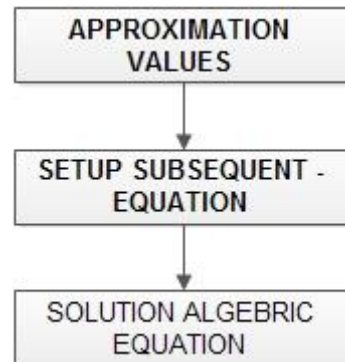 APPROXIMATION
VALUES
SETUP SUBSEQUENT -
EQUATION
SOLUTION ALGEBRIC
EQUATION